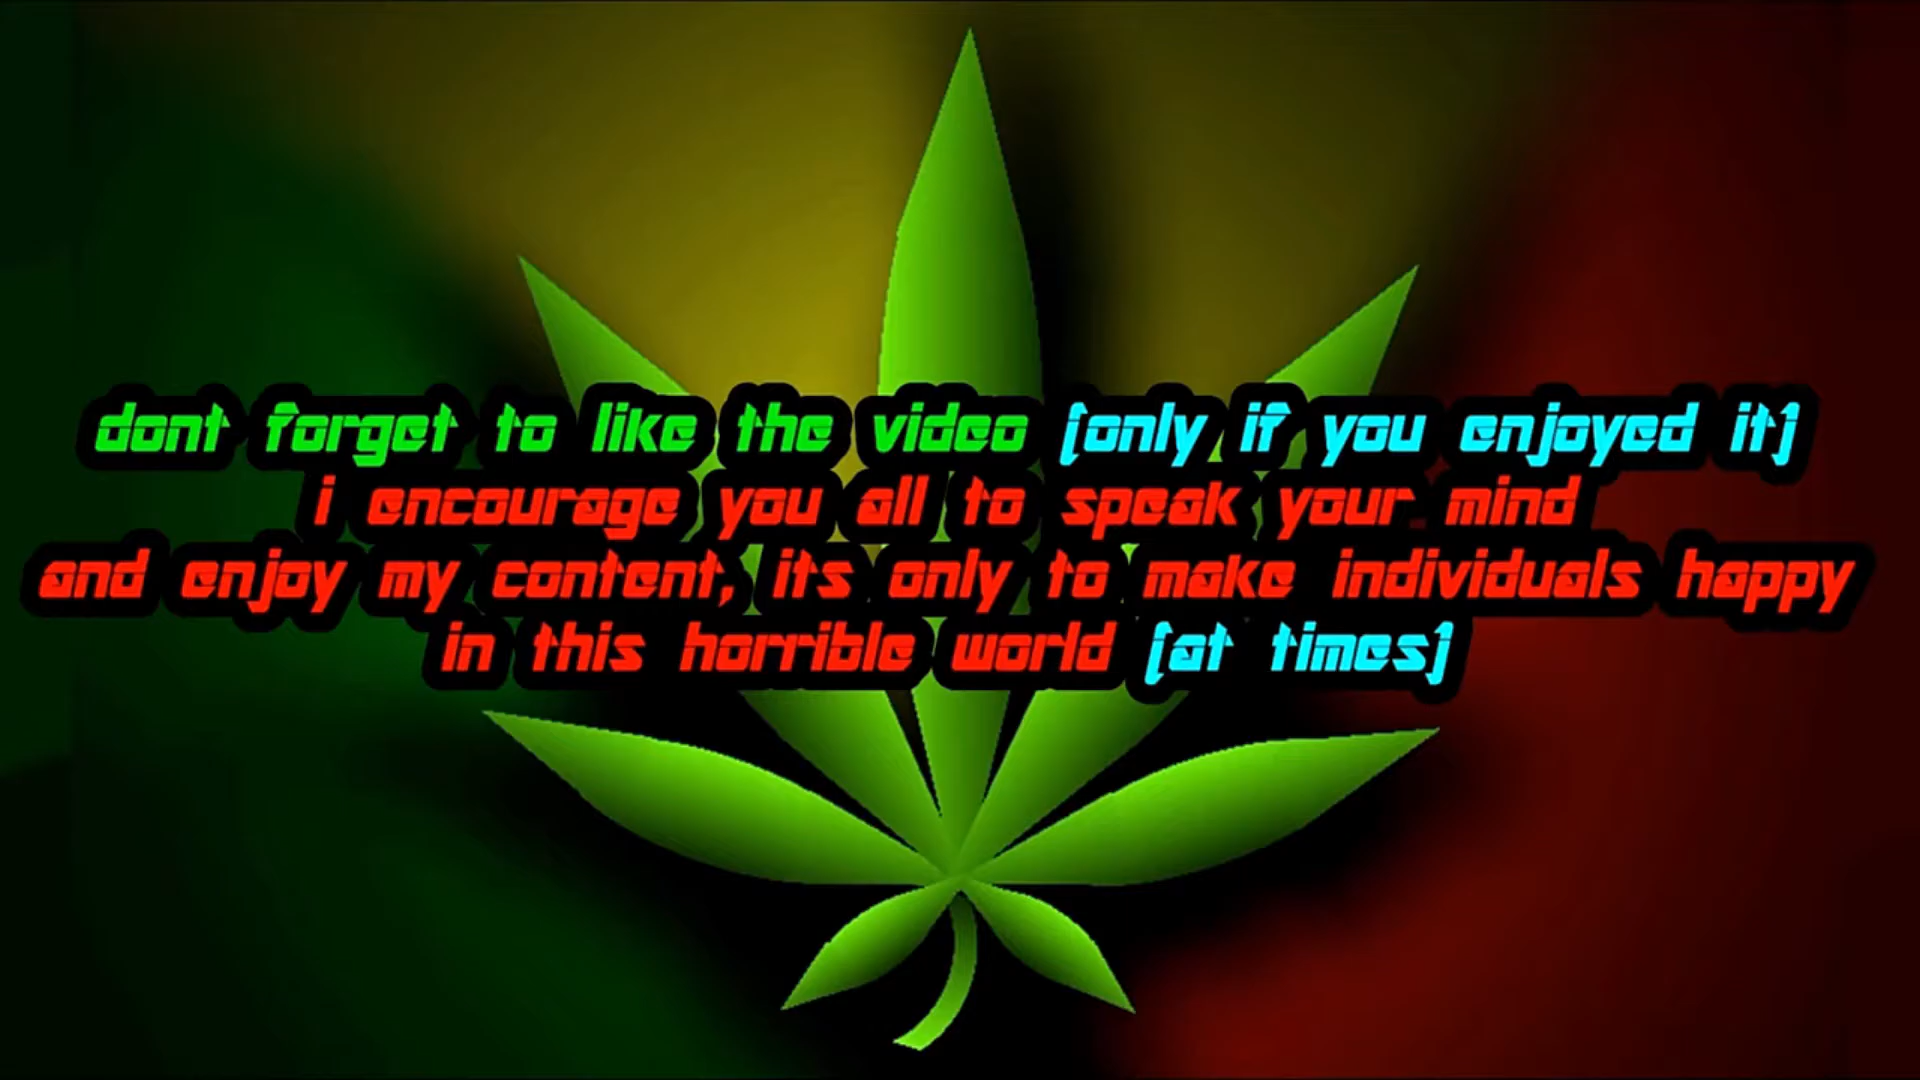 dont forget to like the video (only if you enjoyed it)
i encourage you all to speak your mind
and enjoy my content, its only to make individuals happy
in this horrible world (at times)